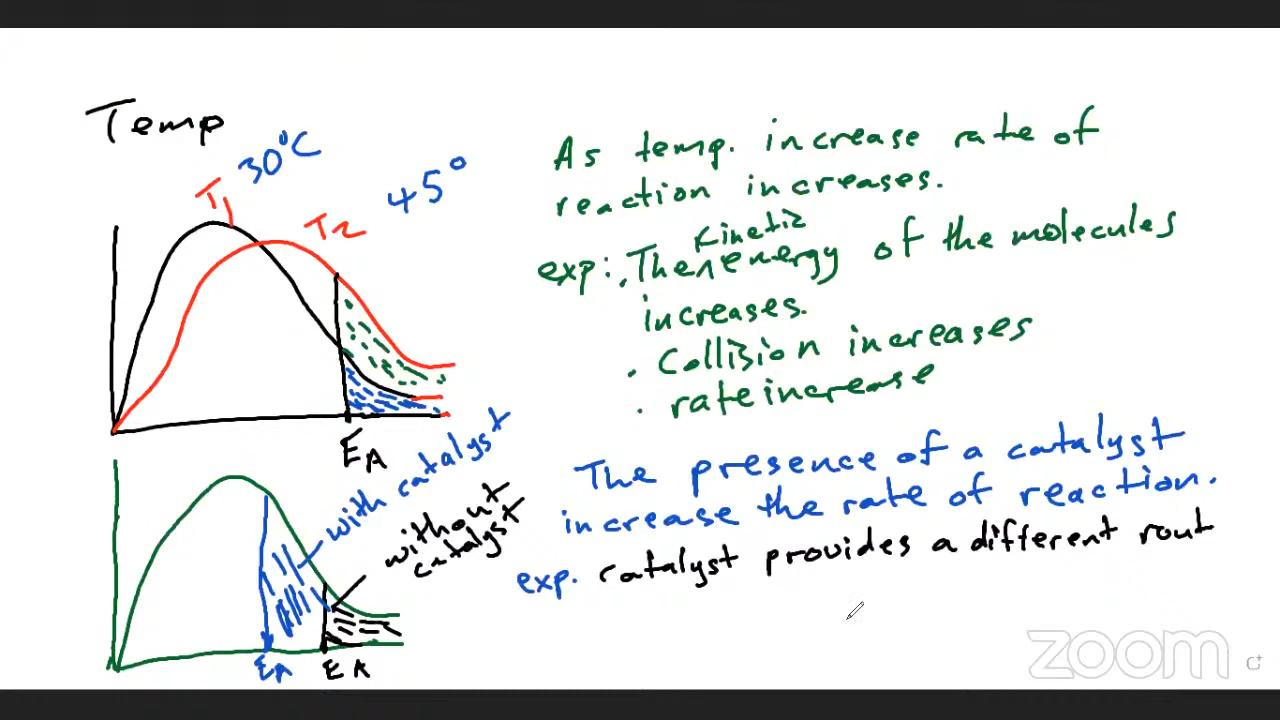 Temp
T1 30°C
T2 45°
EA
with catalyst
without
catalyst
EA EA
As temp. increase rate of
reaction increases.
kinetic
exp: . The ^ energy of the molecules
increases.
. Collision increases
. rate increase
The presence of a catalyst
increase the rate of reaction.
exp. catalyst provides a different rout
zoom